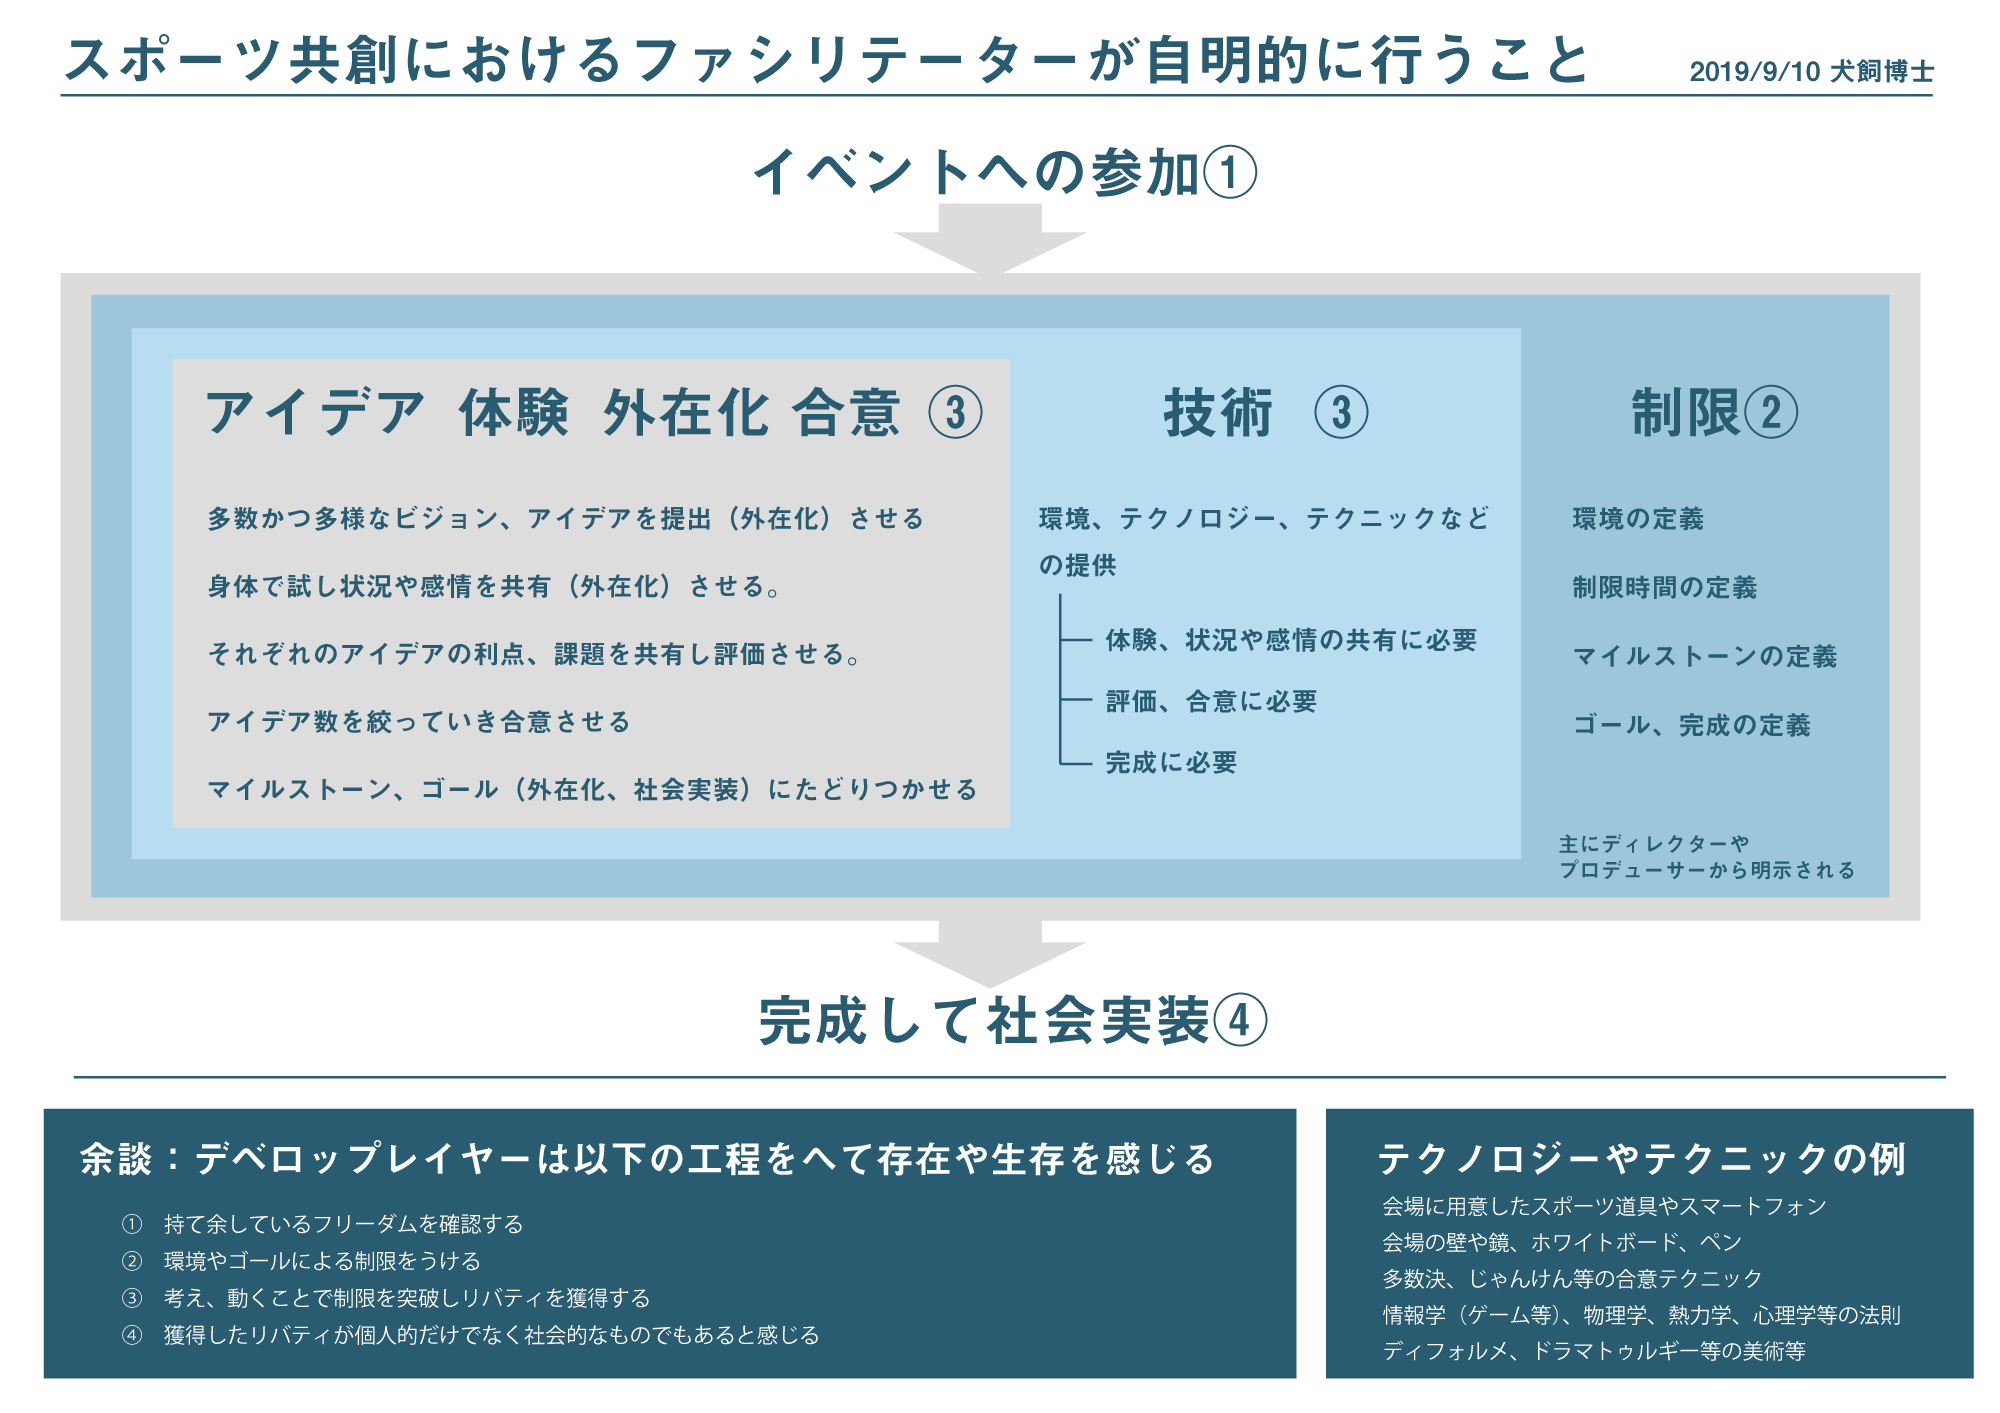 スポーツ共創におけるファシリテーターが自明的に行うこと
2019/9/10 犬飼博士
イベントへの参加①
アイデア 体験 外在化 合意 ③
多数かつ多様なビジョン、アイデアを提出（外在化）させる
身体で試し状況や感情を共有（外在化）させる。
それぞれのアイデアの利点、課題を共有し評価させる。
アイデア数を絞っていき合意させる
マイルストーン、ゴール（外在化、社会実装）にたどりつかせる
技術 ③
環境、テクノロジー、テクニックなど
の提供
体験、状況や感情の共有に必要
評価、合意に必要
完成に必要
制限②
環境の定義
制限時間の定義
マイルストーンの定義
ゴール、完成の定義
主にディレクターや
プロデューサーから明示される
完成して社会実装④
余談：デベロップレイヤーは以下の工程をへて存在や生存を感じる
① 持て余しているフリーダムを確認する
② 環境やゴールによる制限をうける
③ 考え、動くことで制限を突破しリバティを獲得する
④ 獲得したリバティが個人的だけでなく社会的なものでもあると感じる
テクノロジーやテクニックの例
会場に用意したスポーツ道具やスマートフォン
会場の壁や鏡、ホワイトボード、ペン
多数決、じゃんけん等の合意テクニック
情報学（ゲーム等）、物理学、熱力学、心理学等の法則
ディフォルメ、ドラマトゥルギー等の美術等